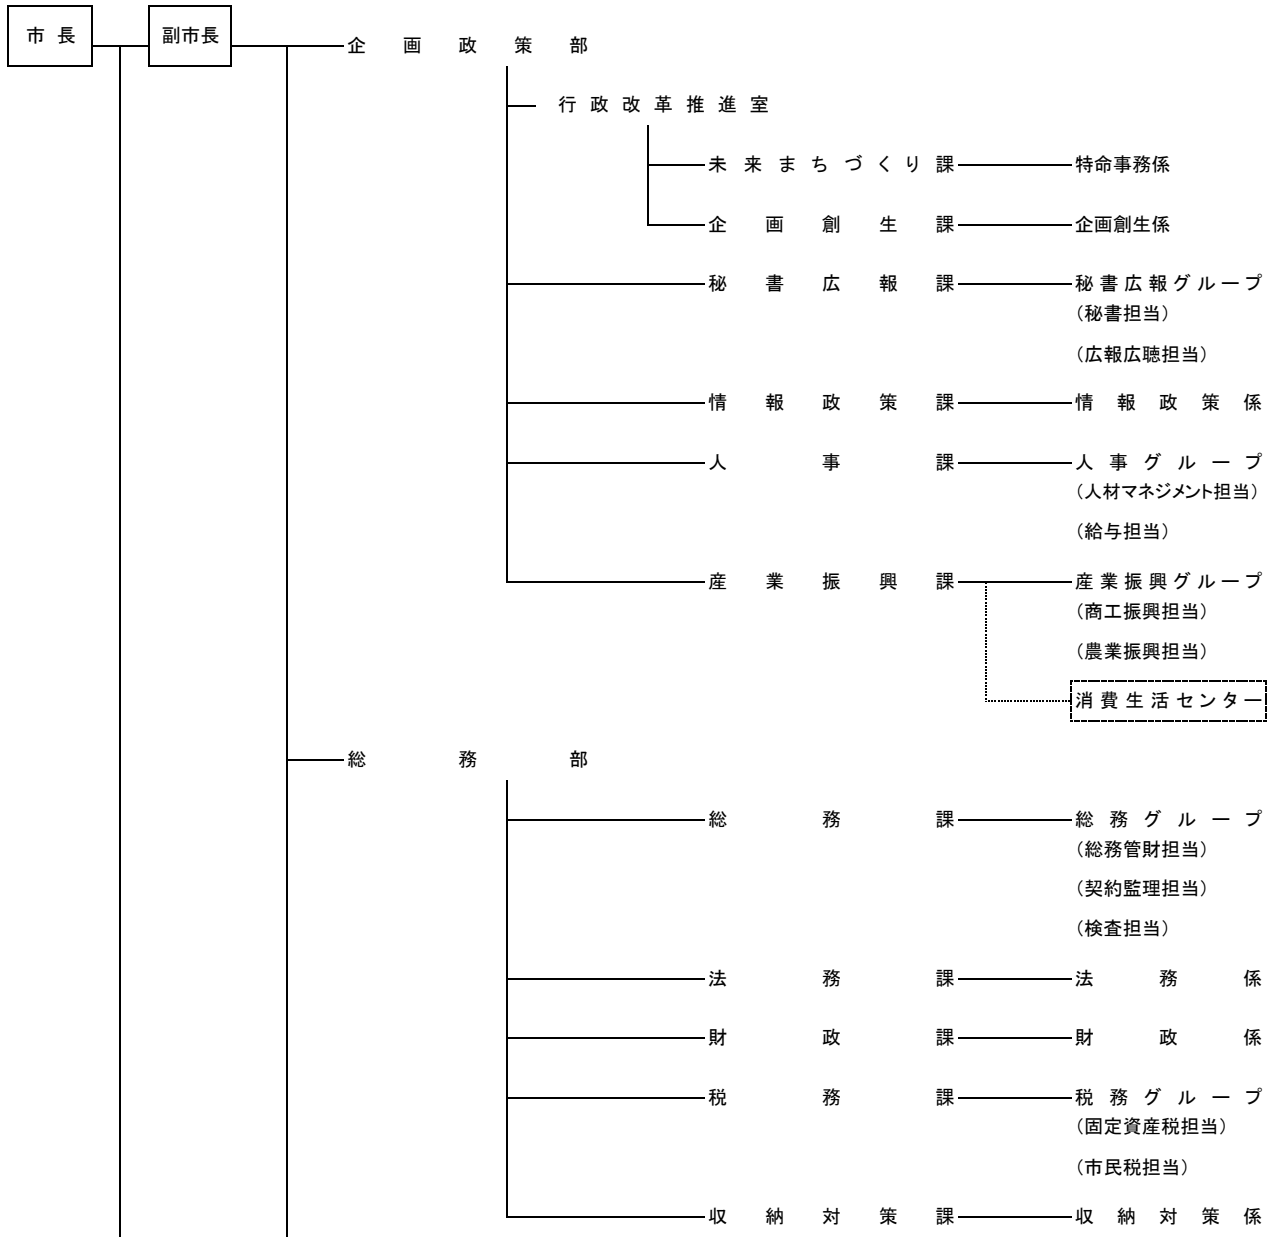 市長 副市長 企画政策部
行政改革推進室
未来まちづくり課 特命事務係
企画創生課 企画創生係
秘書広報課 秘書広報グループ
（秘書担当）
（広報広聴担当）
情報政策課 情報政策係
人事課 人事グループ
（人材マネジメント担当）
（給与担当）
産業振興課 産業振興グループ
（商工振興担当）
（農業振興担当）
消費生活センター
総務部
総務課 総務グループ
（総務管財担当）
（契約監理担当）
（検査担当）
法務課 法務係
財政課 財政係
税務課 税務グループ
（固定資産税担当）
（市民税担当）
収納対策課 収納対策係